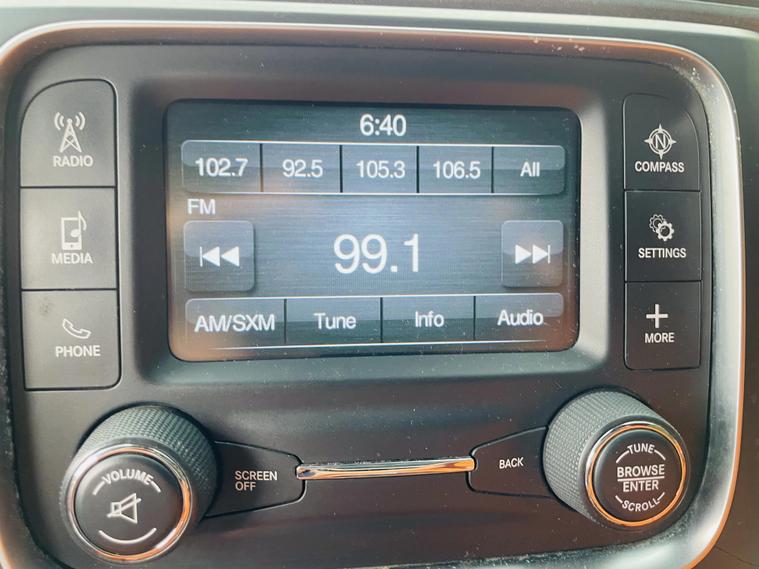 6:40
RADIO
102.7 92.5 105.3 106.5 All
N
COMPASS
FM
MEDIA
99.1
SETTINGS
AM/SXM Tune Info Audio
PHONE
MORE
VOLUME
SCREEN
OFF
BACK
TUNE
BROWSE
ENTER
SCROLL